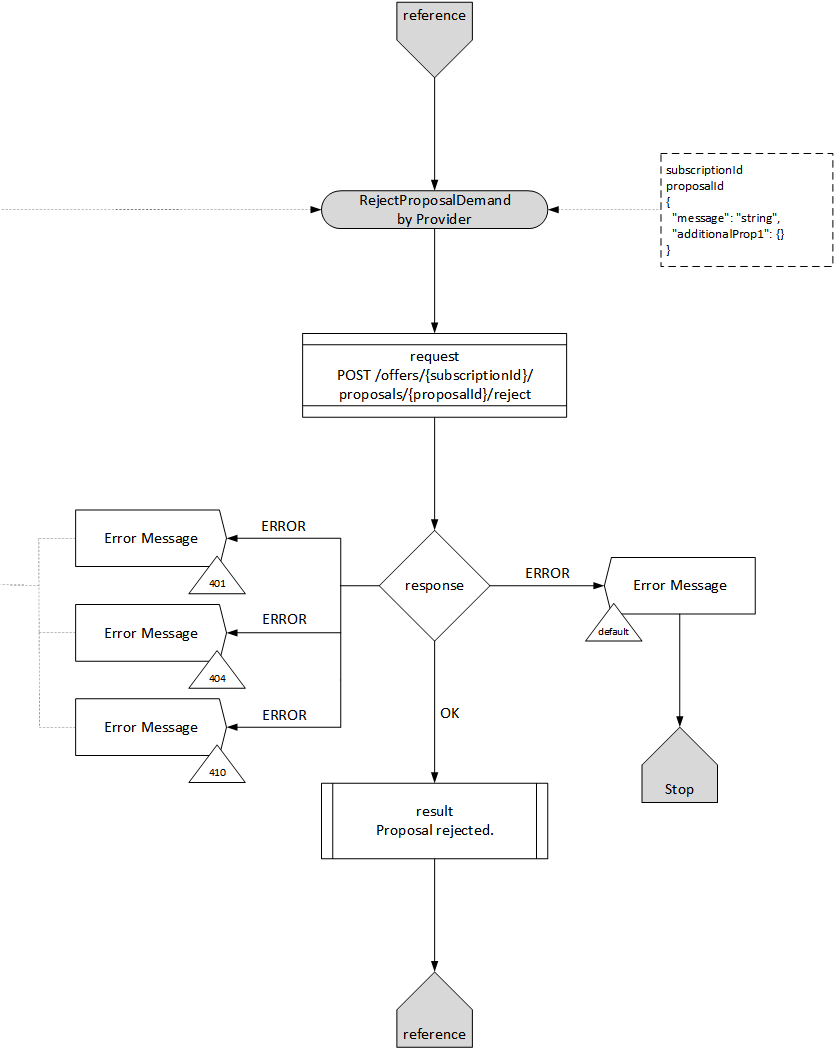 reference
RejectProposalDemand
by Provider
subscriptionId
proposalId
{
"message": "string",
"additionalProp1": {}
}
request
POST /offers/{subscriptionId}/
proposals/{proposalId}/reject
response
ERROR
Error Message
401
ERROR
Error Message
404
ERROR
Error Message
410
ERROR
Error Message
default
Stop
OK
result
Proposal rejected.
reference